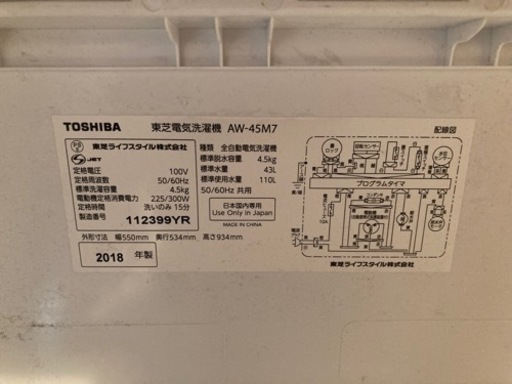 TOSHIBA 東芝電気洗濯機 AW-45M7 配線図
PS E
JET
東芝ライフスタイル株式会社
定格電圧 100V
定格周波数 50/60Hz
標準洗濯容量 4.5kg
電動機定格消費電力 225/300W
定格時間 洗いのみ 15分
製造番号 112399YR
種類 全自動電気洗濯機
標準脱水容量 4.5kg
標準水量 43L
標準使用水量 110L
50/60Hz 共用
日本国内専用
Use Only in Japan
MADE IN CHINA
外形寸法 幅550mm 奥行534mm 高さ934mm
2018 年製
プログラムタイマ
コンデンサ
東芝ライフスタイル株式会社